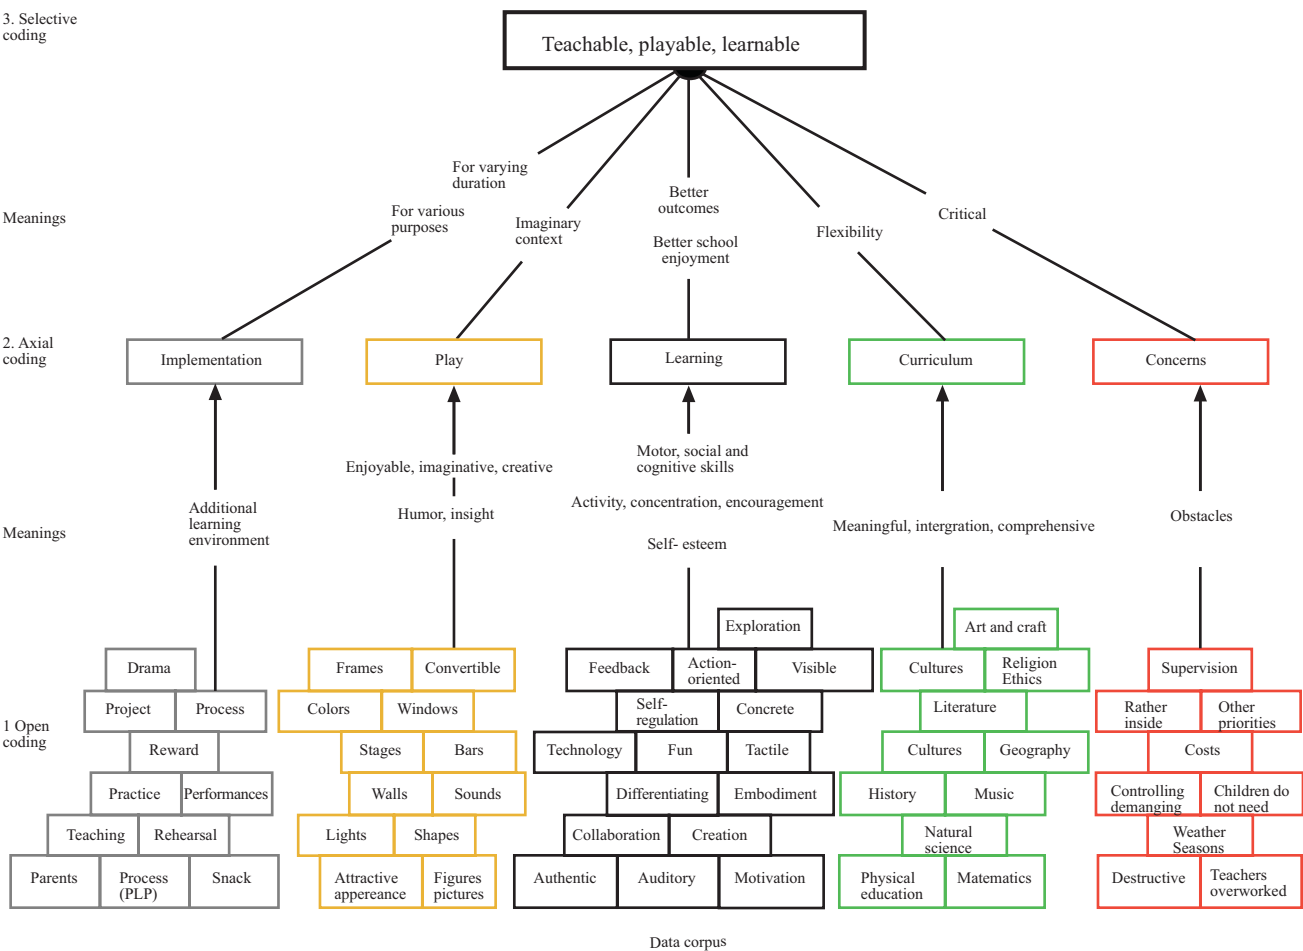 3. Selective
coding
Teachable, playable, learnable
For varying
duration
Meanings
For various
purposes
Imaginary
context
Better
outcomes
Better school
enjoyment
Flexibility
Critical
2. Axial
coding
Implementation
Play
Learning
Curriculum
Concerns
Meanings
Additional
learning
environment
Enjoyable, imaginative, creative
Humor, insight
Motor, social and
cognitive skills
Activity, concentration, encouragement
Self- esteem
Meaningful, intergration, comprehensive
Obstacles
1 Open
coding
Drama
Project
Process
Reward
Practice
Performances
Teaching
Rehearsal
Parents
Process
(PLP)
Snack
Frames
Convertible
Colors
Windows
Stages
Bars
Walls
Sounds
Lights
Shapes
Attractive
appereance
Figures
pictures
Exploration
Feedback
Action-
oriented
Visible
Self-
regulation
Concrete
Technology
Fun
Tactile
Differentiating
Embodiment
Collaboration
Creation
Authentic
Auditory
Motivation
Art and craft
Cultures
Religion
Ethics
Literature
Cultures
Geography
History
Music
Natural
science
Physical
education
Matematics
Supervision
Rather
inside
Other
priorities
Costs
Controlling
demanging
Children do
not need
Weather
Seasons
Destructive
Teachers
overworked
Data corpus